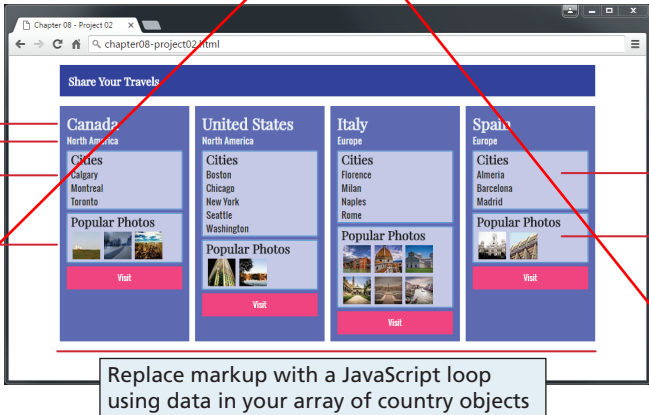 Chapter 08 - Project 02
chapter08-project02.html
Share Your Travels
Canada
North America
Cities
Calgary
Montreal
Toronto
Popular Photos
Visit
United States
North America
Cities
Boston
Chicago
New York
Seattle
Washington
Popular Photos
Visit
Italy
Europe
Cities
Florence
Milan
Naples
Rome
Popular Photos
Visit
Spain
Europe
Cities
Almeria
Barcelona
Madrid
Popular Photos
Visit
Replace markup with a JavaScript loop
using data in your array of country objects